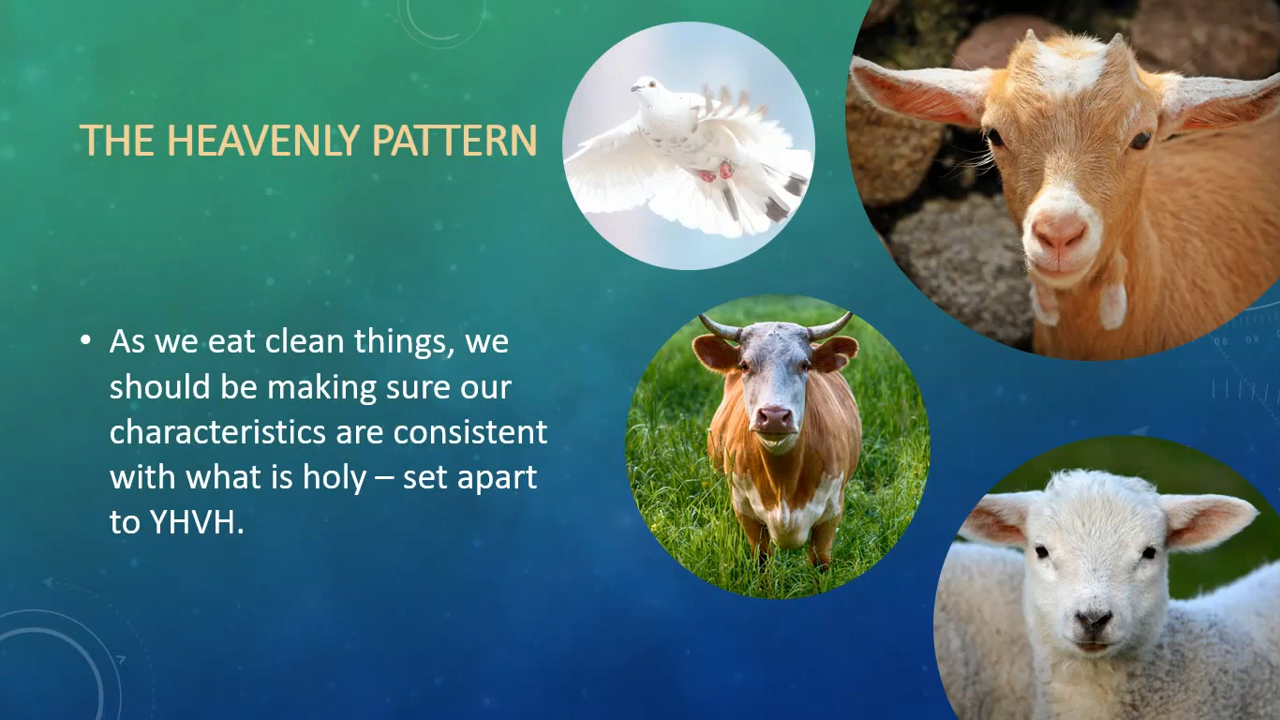 THE HEAVENLY PATTERN
• As we eat clean things, we
should be making sure our
characteristics are consistent
with what is holy – set apart
to YHVH.